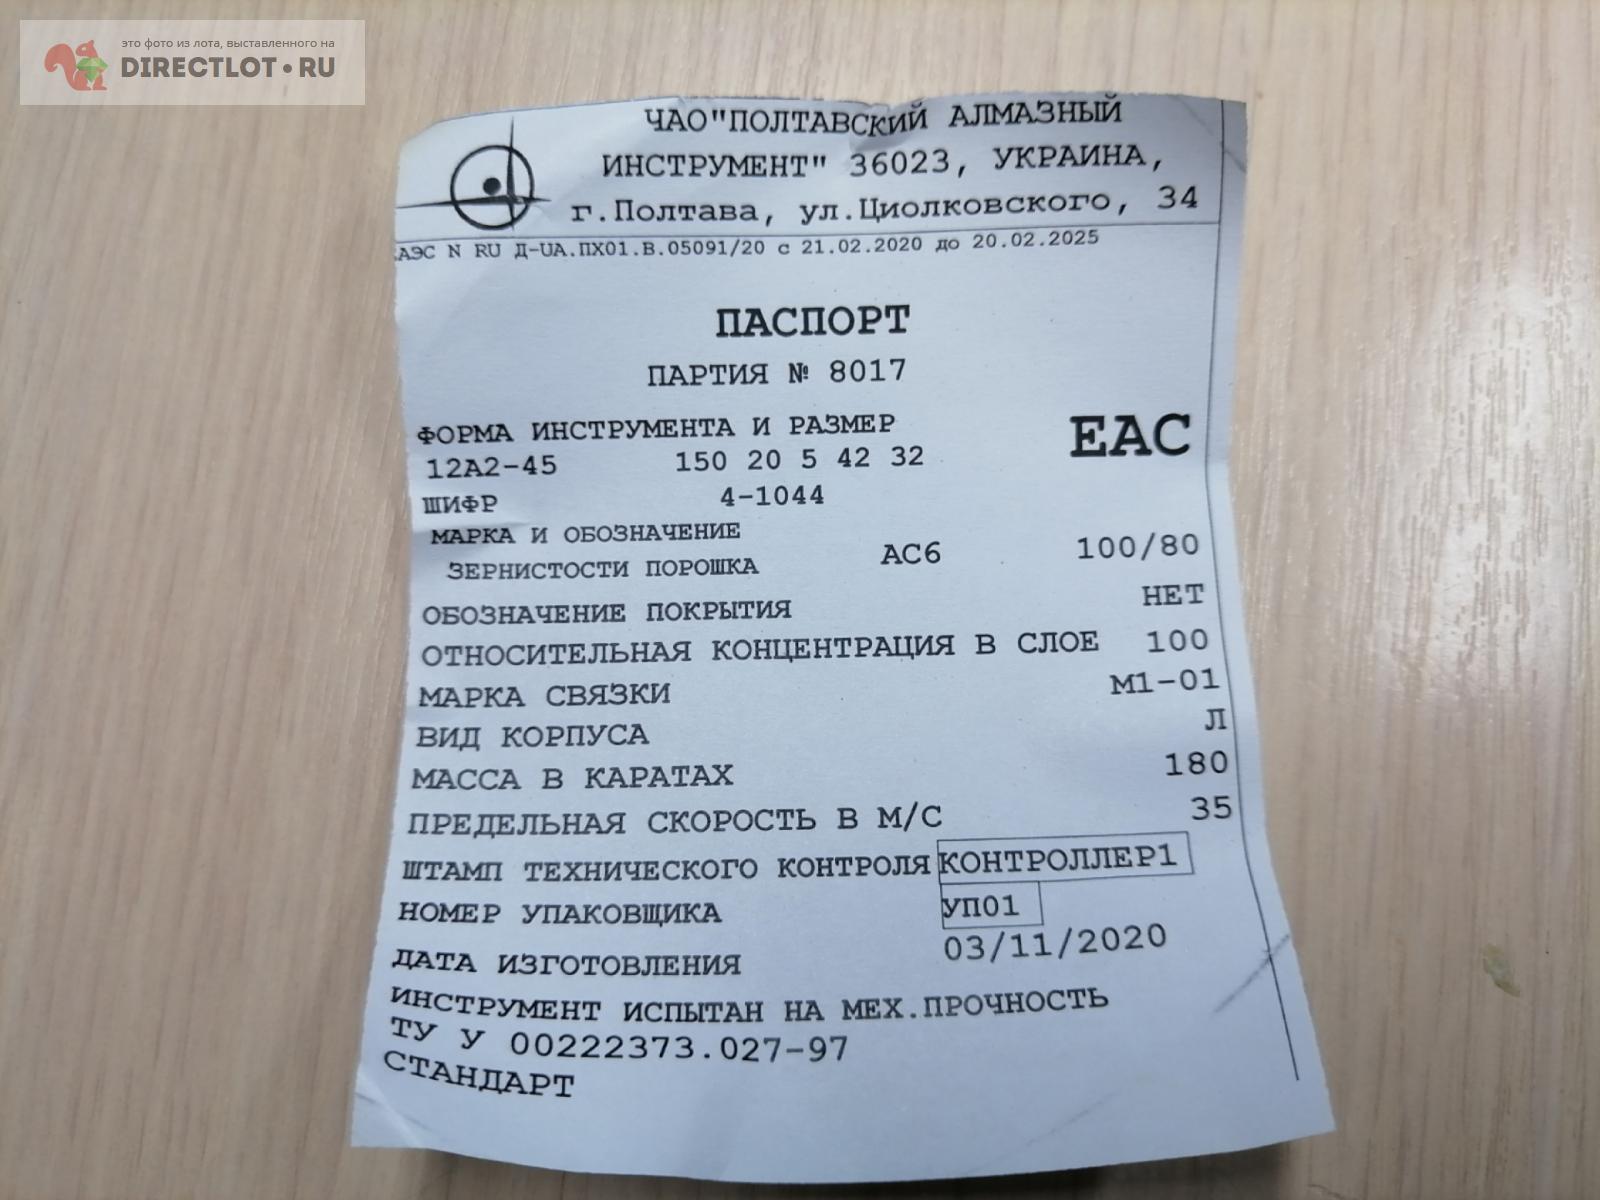 это фото из лота, выставленного на
DIRECTLOT•RU
ЧАО"ПОЛТАВСКИЙ АЛМАЗНЫЙ
ИНСТРУМЕНТ" 36023, УКРАИНА,
г.Полтава, ул.Циолковского, 34
АЭС N RU Д-UA.ПХ01.В.05091/20 с 21.02.2020 до 20.02.2025
ПАСПОРТ
ПАРТИЯ № 8017
ФОРМА ИНСТРУМЕНТА И РАЗМЕР
EAC
12А2-45 150 20 5 42 32
ШИФР 4-1044
МАРКА И ОБОЗНАЧЕНИЕ
ЗЕРНИСТОСТИ ПОРОШКА АС6 100/80
ОБОЗНАЧЕНИЕ ПОКРЫТИЯ НЕТ
ОТНОСИТЕЛЬНАЯ КОНЦЕНТРАЦИЯ В СЛОЕ 100
МАРКА СВЯЗКИ М1-01
ВИД КОРПУСА Л
МАССА В КАРАТАХ 180
ПРЕДЕЛЬНАЯ СКОРОСТЬ В М/С 35
ШТАМП ТЕХНИЧЕСКОГО КОНТРОЛЯ КОНТРОЛЛЕР1
НОМЕР УПАКОВЩИКА УП01
ДАТА ИЗГОТОВЛЕНИЯ 03/11/2020
ИНСТРУМЕНТ ИСПЫТАН НА МЕХ.ПРОЧНОСТЬ
ТУ У 00222373.027-97
СТАНДАРТ